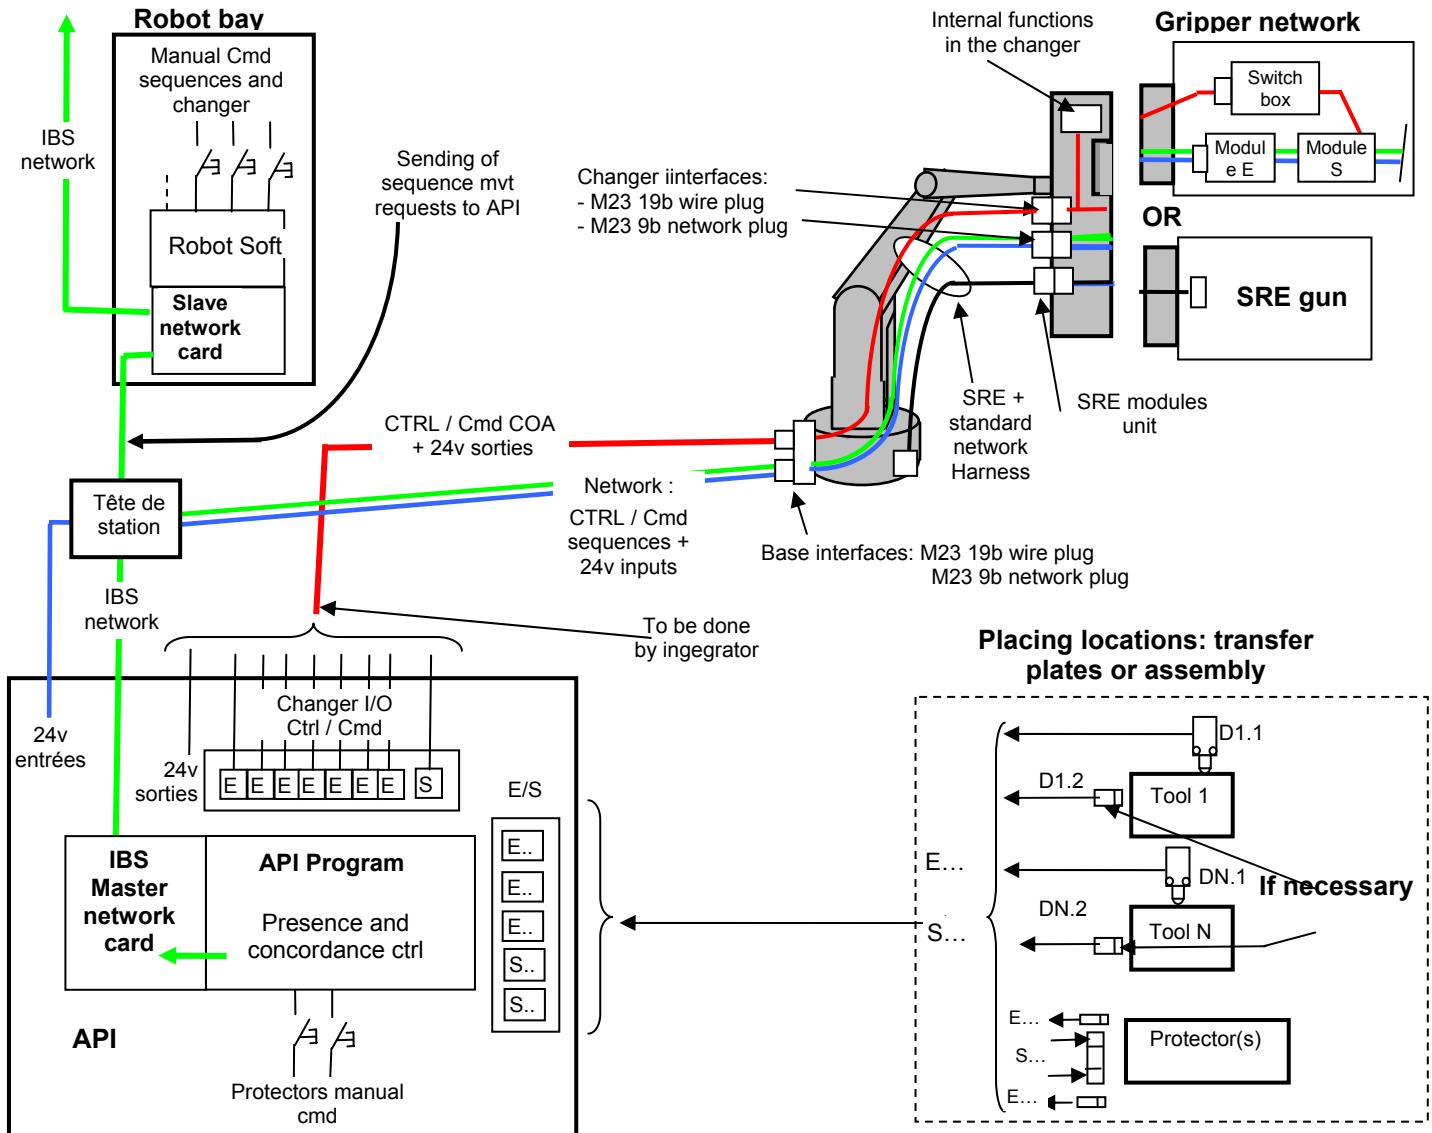 Robot bay
Manual Cmd
sequences and
changer
IBS
network
Robot Soft
Slave
network
card
Sending of
sequence mvt
requests to API
Internal functions
in the changer
Gripper network
Switch
box
Modul
e E
Module
S
Changer iinterfaces:
- M23 19b wire plug
- M23 9b network plug
OR
SRE gun
SRE +
standard
network
Harness
SRE modules
unit
CTRL / Cmd COA
+ 24v sorties
Tête de
station
Network :
CTRL / Cmd
sequences +
24v inputs
Base interfaces: M23 19b wire plug
M23 9b network plug
IBS
network
To be done
by ingegrator
24v
entrées
24v
sorties
Changer I/O
Ctrl / Cmd
E E E E E E E S
E/S
E..
E..
E..
S..
S..
IBS
Master
network
card
API Program
Presence and
concordance ctrl
API
Protectors manual
cmd
Placing locations: transfer
plates or assembly
D1.1
D1.2
Tool 1
E…
DN.1
If necessary
DN.2
S…
Tool N
E…
S…
E…
Protector(s)